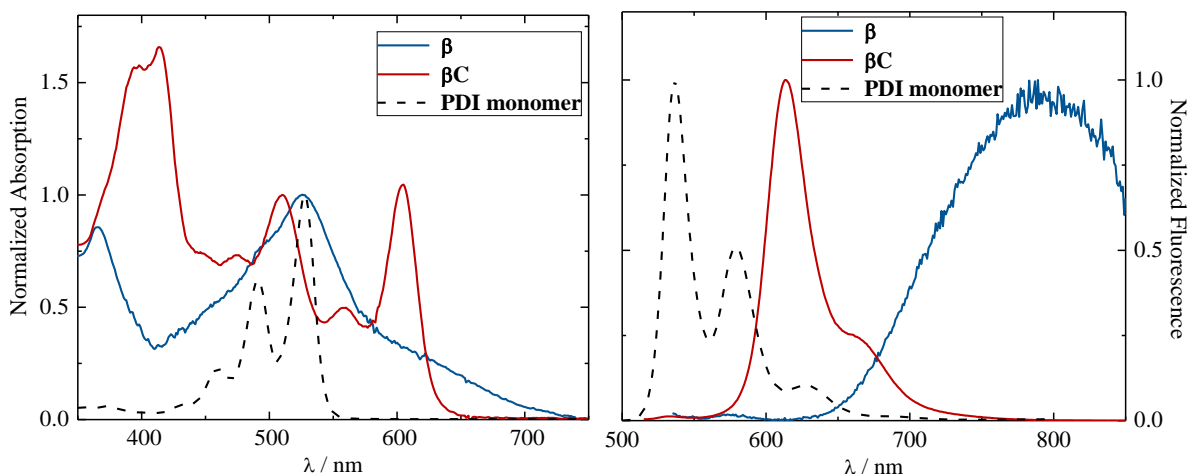 β
βC
PDI monomer
Normalized Absorption
1.5
1.0
0.5
0.0
400
500
600
700
λ / nm
β
βC
PDI monomer
Normalized Fluorescence
1.0
0.5
0.0
500
600
700
800
λ / nm